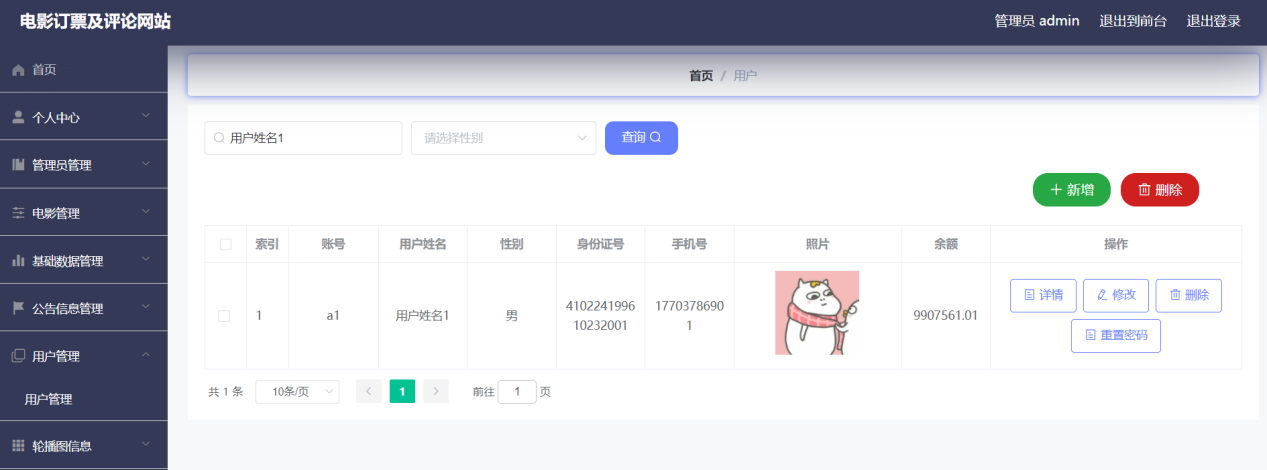 电影订票及评论网站
管理员 admin 退出到前台 退出登录
首页
个人中心
管理员管理
电影管理
基础数据管理
公告信息管理
用户管理
用户管理
轮播图信息
首页 / 用户
用户姓名1 请选择性别 查询
新增 删除
索引 账号 用户姓名 性别 身份证号 手机号 照片 余额 操作
1 a1 用户姓名1 男 4102241996 1770378690 9907561.01 详情 修改 删除
10232001 1 重置密码
共 1 条 10条/页 1 前往 1 页